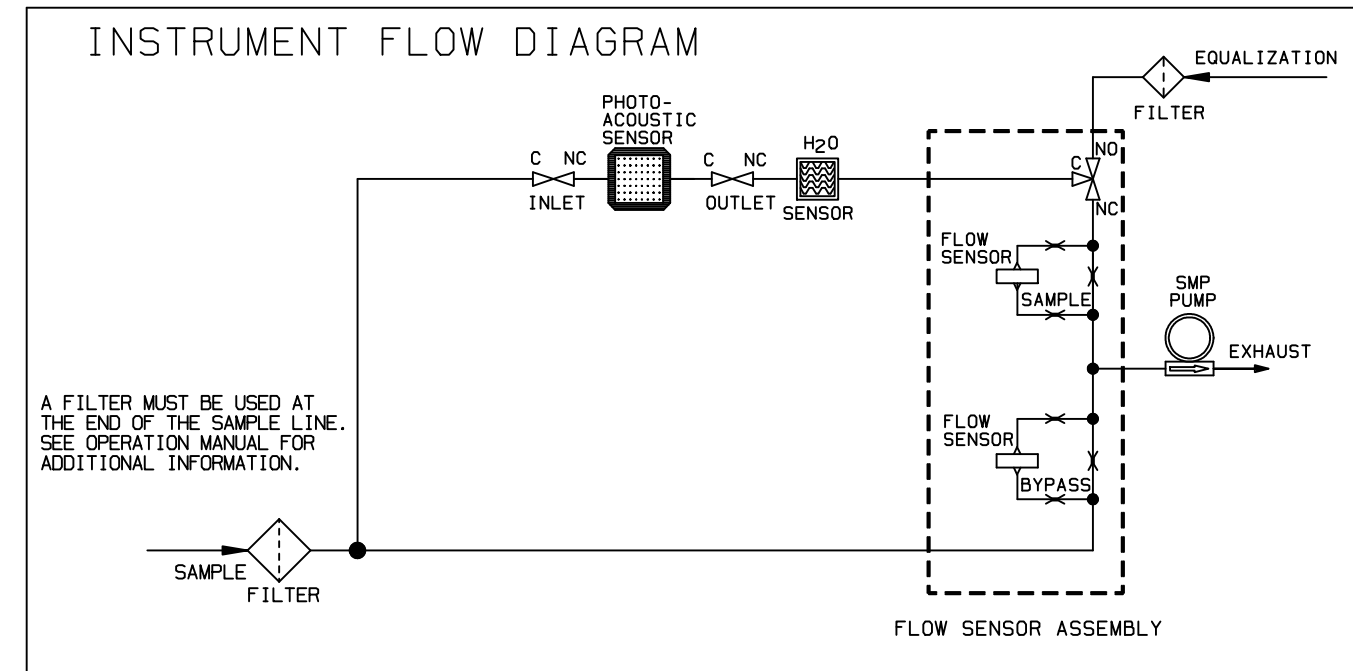 INSTRUMENT FLOW DIAGRAM
EQUALIZATION
FILTER
PHOTO-
ACOUSTIC
SENSOR
H2O
C NC
C NC
INLET
OUTLET
SENSOR
NO
C
NC
FLOW
SENSOR
SAMPLE
SMP
PUMP
EXHAUST
A FILTER MUST BE USED AT
THE END OF THE SAMPLE LINE.
SEE OPERATION MANUAL FOR
ADDITIONAL INFORMATION.
FLOW
SENSOR
BYPASS
SAMPLE
FILTER
FLOW SENSOR ASSEMBLY